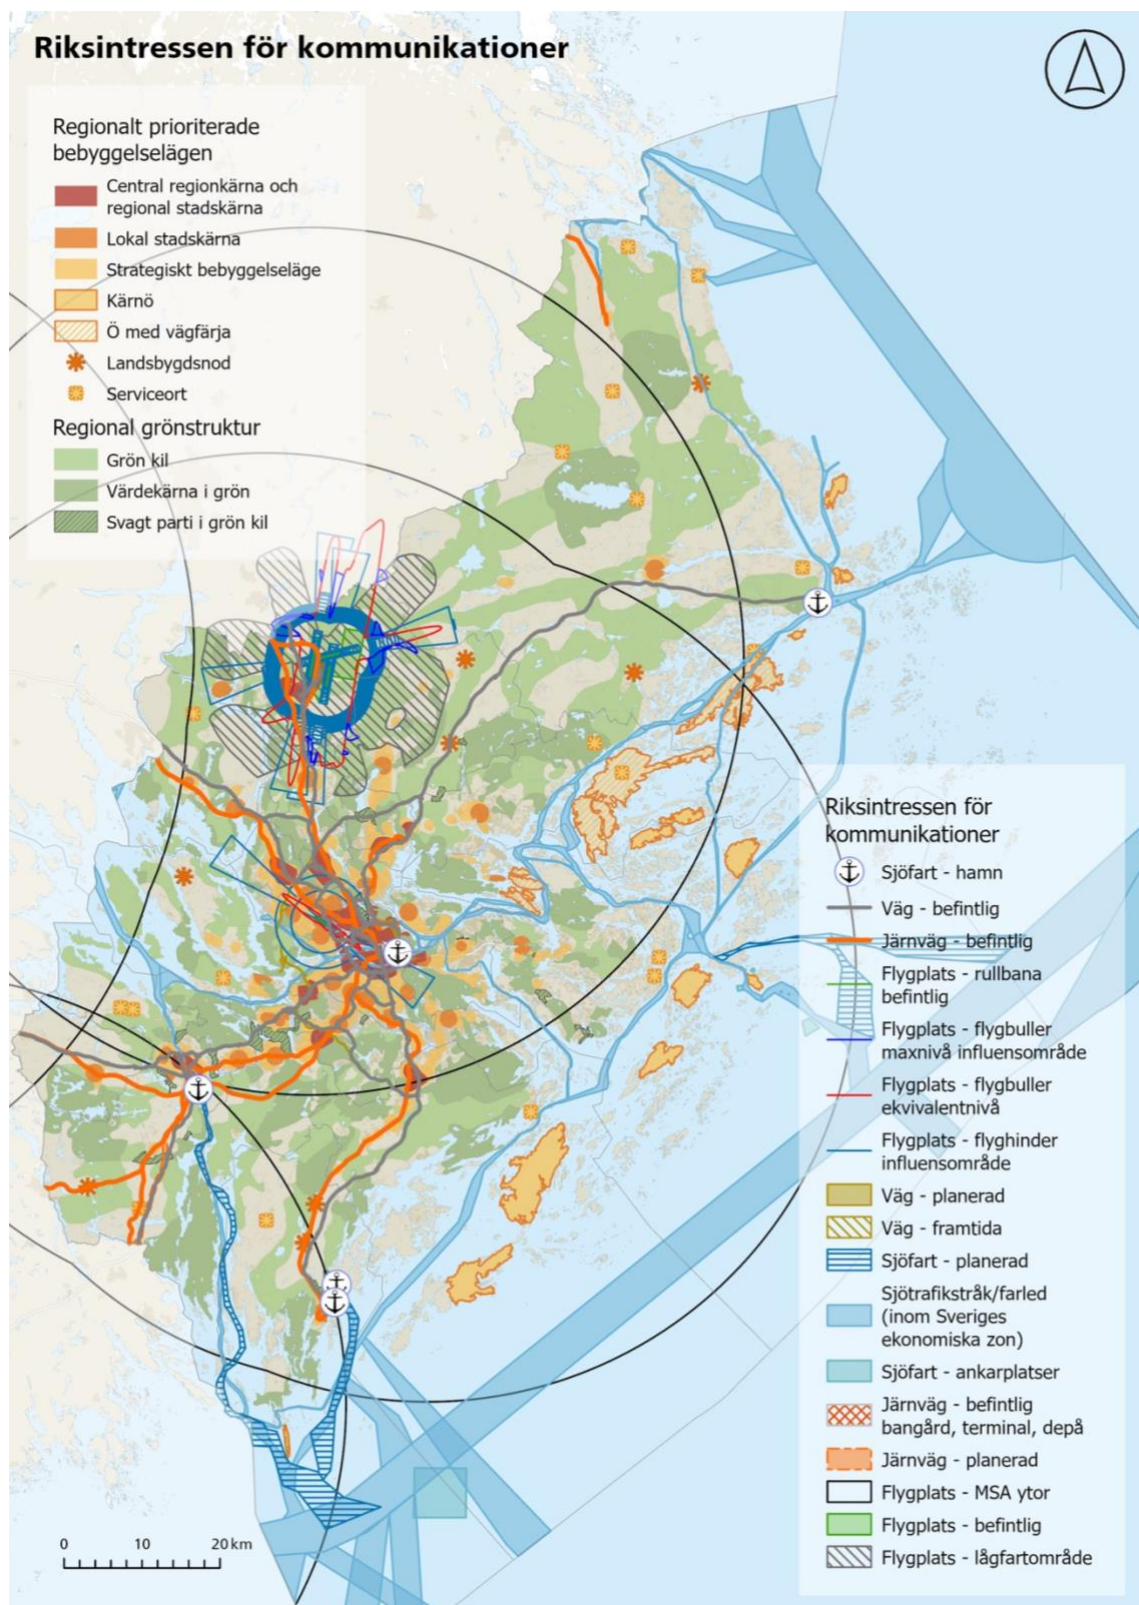 Riksintressen för kommunikationer
Regionalt prioriterade
bebyggelselägen
Central regionkärna och
regional stadskärna
Lokal stadskärna
Strategiskt bebyggelseläge
Kärnö
Ö med vägfärja
Landsbygdsnod
Serviceort
Regional grönstruktur
Grön kil
Värdekärna i grön
Svagt parti i grön kil
Riksintressen för
kommunikationer
Sjöfart - hamn
Väg - befintlig
Järnväg - befintlig
Flygplats - rullbana
befintlig
Flygplats - flygbuller
maxnivå influensområde
Flygplats - flygbuller
ekvivalentnivå
Flygplats - flyghinder
influensområde
Väg - planerad
Väg - framtida
Sjöfart - planerad
Sjötrafikstråk/farled
(inom Sveriges
ekonomiska zon)
Sjöfart - ankarplatser
Järnväg - befintlig
bangård, terminal, depå
Järnväg - planerad
Flygplats - MSA ytor
Flygplats - befintlig
Flygplats - lågfartområde
0 10 20 km